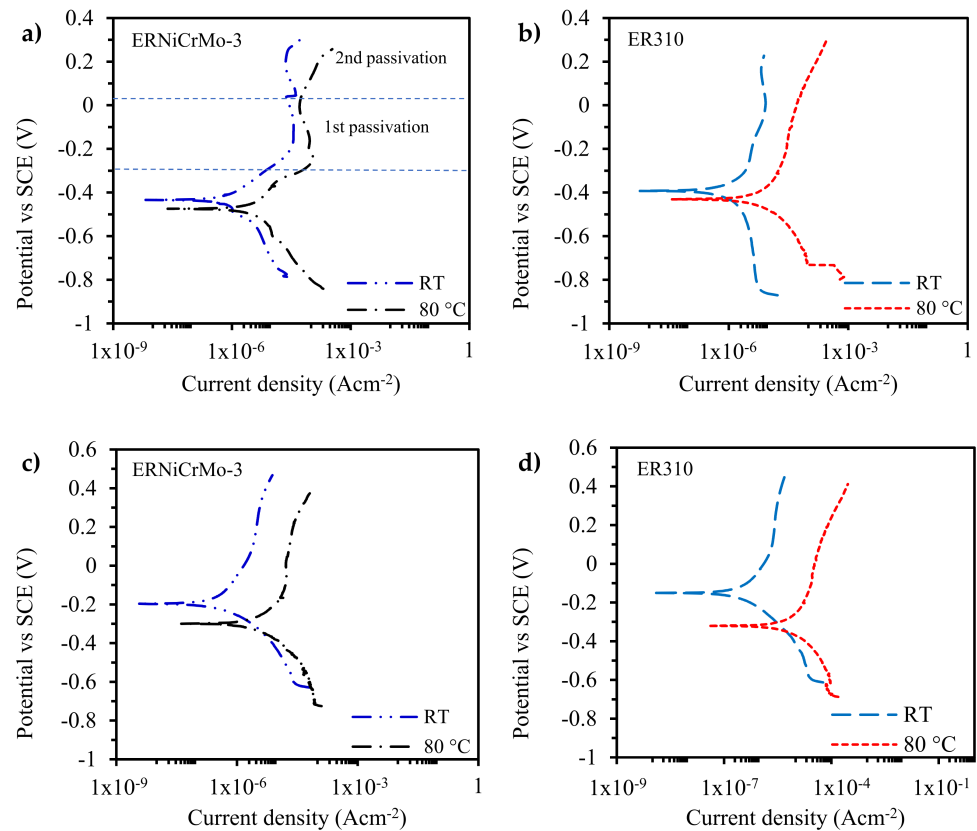 a)
ERNiCrMo-3
2nd passivation
1st passivation
0.4
0.2
0
-0.2
-0.4
-0.6
-0.8
-1
Potential vs SCE (V)
RT
80 °C
1x10-9
1x10-6
1x10-3
1
Current density (Acm-2)
b)
ER310
0.4
0.2
0
-0.2
-0.4
-0.6
-0.8
-1
Potential vs SCE (V)
RT
80 °C
1x10-9
1x10-6
1x10-3
1
Current density (Acm-2)
c)
ERNiCrMo-3
0.6
0.4
0.2
0
-0.2
-0.4
-0.6
-0.8
-1
Potential vs SCE (V)
RT
80 °C
1x10-9
1x10-6
1x10-3
1
Current density (Acm-2)
d)
ER310
0.6
0.4
0.2
0
-0.2
-0.4
-0.6
-0.8
-1
Potential vs SCE (V)
RT
80 °C
1x10-9
1x10-7
1x10-4
1x10-1
Current density (Acm-2)